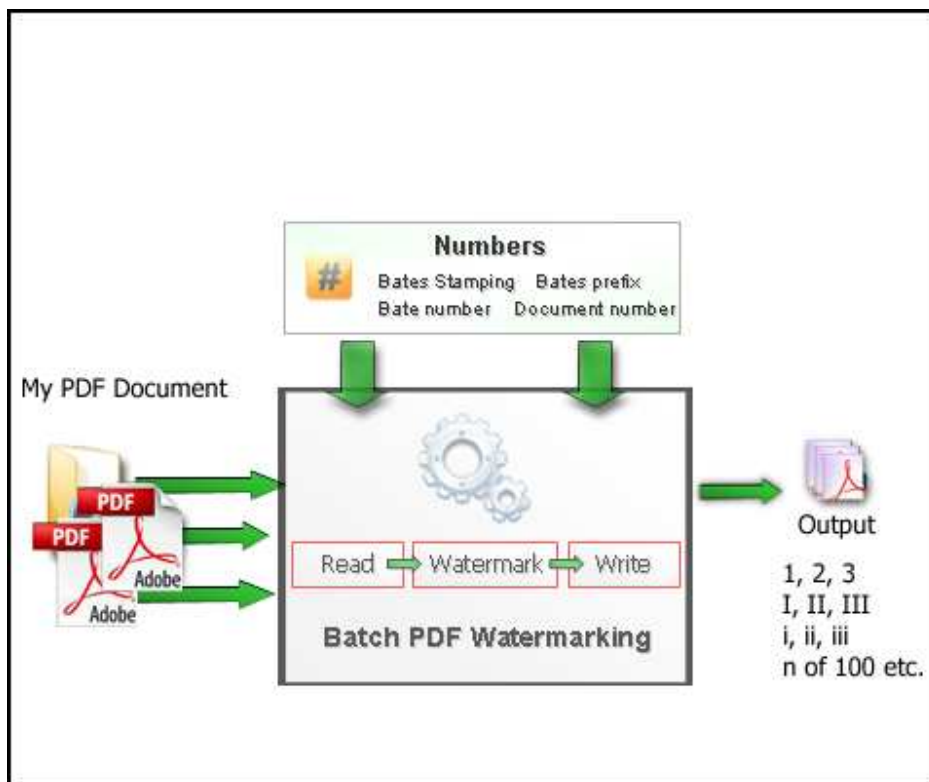 Numbers
#
Bates Stamping Bates prefix
Bate number Document number
My PDF Document
PDF
PDF
Adobe
Adobe
Read Watermark Write
Batch PDF Watermarking
Output
1, 2, 3
I, II, III
i, ii, iii
n of 100 etc.